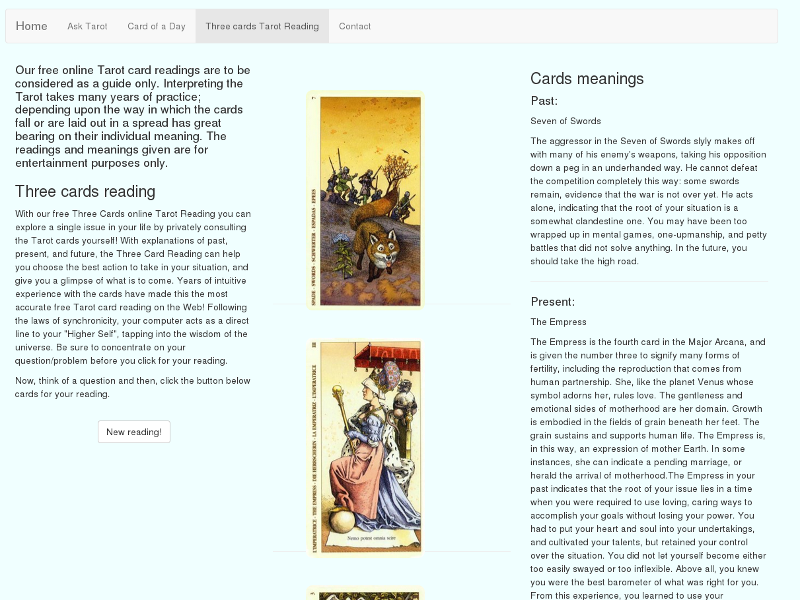 Home Ask Tarot Card of a Day Three cards Tarot Reading Contact
Our free online Tarot card readings are to be
considered as a guide only. Interpreting the
Tarot takes many years of practice;
depending upon the way in which the cards
fall or are laid out in a spread has great
bearing on their individual meaning. The
readings and meanings given are for
entertainment purposes only.
Three cards reading
With our free Three Cards online Tarot Reading you can
explore a single issue in your life by privately consulting
the Tarot cards yourself! With explanations of past,
present, and future, the Three Card Reading can help
you choose the best action to take in your situation, and
give you a glimpse of what is to come. Years of intuitive
experience with the cards have made this the most
accurate free Tarot card reading on the Web! Following
the laws of synchronicity, your computer acts as a direct
line to your "Higher Self", tapping into the wisdom of the
universe. Be sure to concentrate on your
question/problem before you click for your reading.
Now, think of a question and then, click the button below
cards for your reading.
New reading!
7
SPADE - SWORDS - SCHWERTER - ESPADAS - EPEES
III
L'IMPERATRICE - THE EMPRESS - DIE HERRSCHERIN - LA IMPERATRIZ - L'IMPERATRICE
Nemo potest omnia scire
Cards meanings
Past:
Seven of Swords
The aggressor in the Seven of Swords slyly makes off
with many of his enemy's weapons, taking his opposition
down a peg in an underhanded way. He cannot defeat
the competition completely this way: some swords
remain, evidence that the war is not over yet. He acts
alone, indicating that the root of your situation is a
somewhat clandestine one. You may have been too
wrapped up in mental games, one-upmanship, and petty
battles that did not solve anything. In the future, you
should take the high road.
Present:
The Empress
The Empress is the fourth card in the Major Arcana, and
is given the number three to signify many forms of
fertility, including the reproduction that comes from
human partnership. She, like the planet Venus whose
symbol adorns her, rules love. The gentleness and
emotional sides of motherhood are her domain. Growth
is embodied in the fields of grain beneath her feet. The
grain sustains and supports human life. The Empress is,
in this way, an expression of mother Earth. In some
instances, she can indicate a pending marriage, or
herald the arrival of motherhood.The Empress in your
past indicates that the root of your issue lies in a time
when you were required to use loving, caring ways to
accomplish your goals without losing your power. You
had to put your heart and soul into your undertakings,
and cultivated your talents, but retained your control
over the situation. You did not let yourself become either
too easily swayed or too inflexible. Above all, you knew
you were the best barometer of what was right for you.
From this experience, you learned to use your